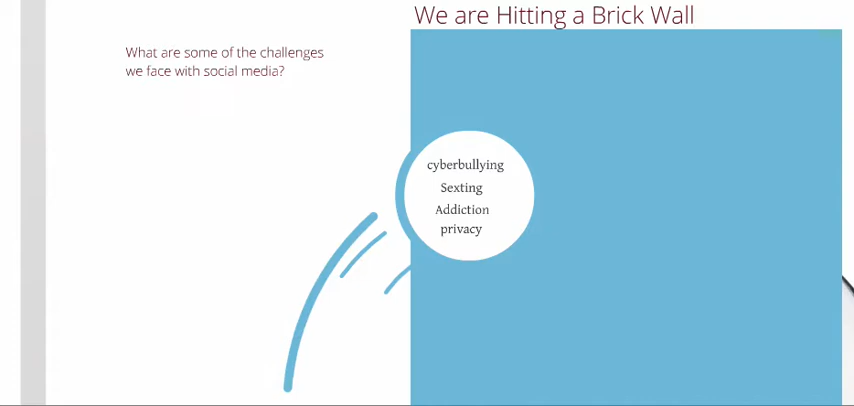 We are Hitting a Brick Wall
What are some of the challenges
we face with social media?
cyberbullying
Sexting
Addiction
privacy